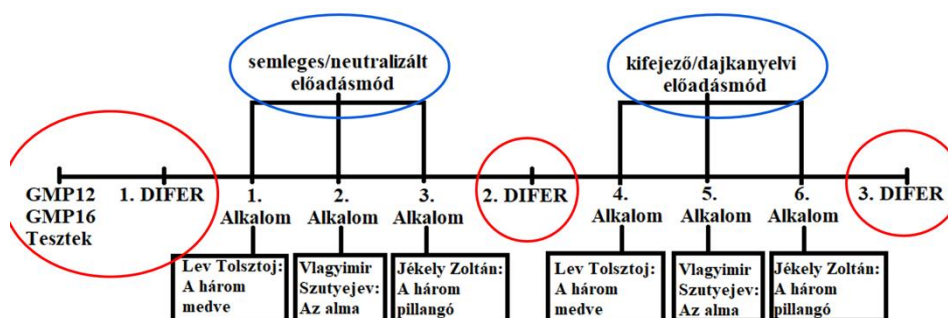 semleges/neutralizált
előadásmód
kifejező/dajkanyelvi
előadásmód
GMP12
GMP16
Tesztek
1. DIFER
1.
Alkalom
2.
Alkalom
3.
Alkalom
2. DIFER
4.
Alkalom
5.
Alkalom
6.
Alkalom
3. DIFER
Lev Tolsztoj:
A három
medve
Vlagyimir
Szutyejev:
Az alma
Jékely Zoltán:
A három
pillangó
Lev Tolsztoj:
A három
medve
Vlagyimir
Szutyejev:
Az alma
Jékely Zoltán:
A három
pillangó